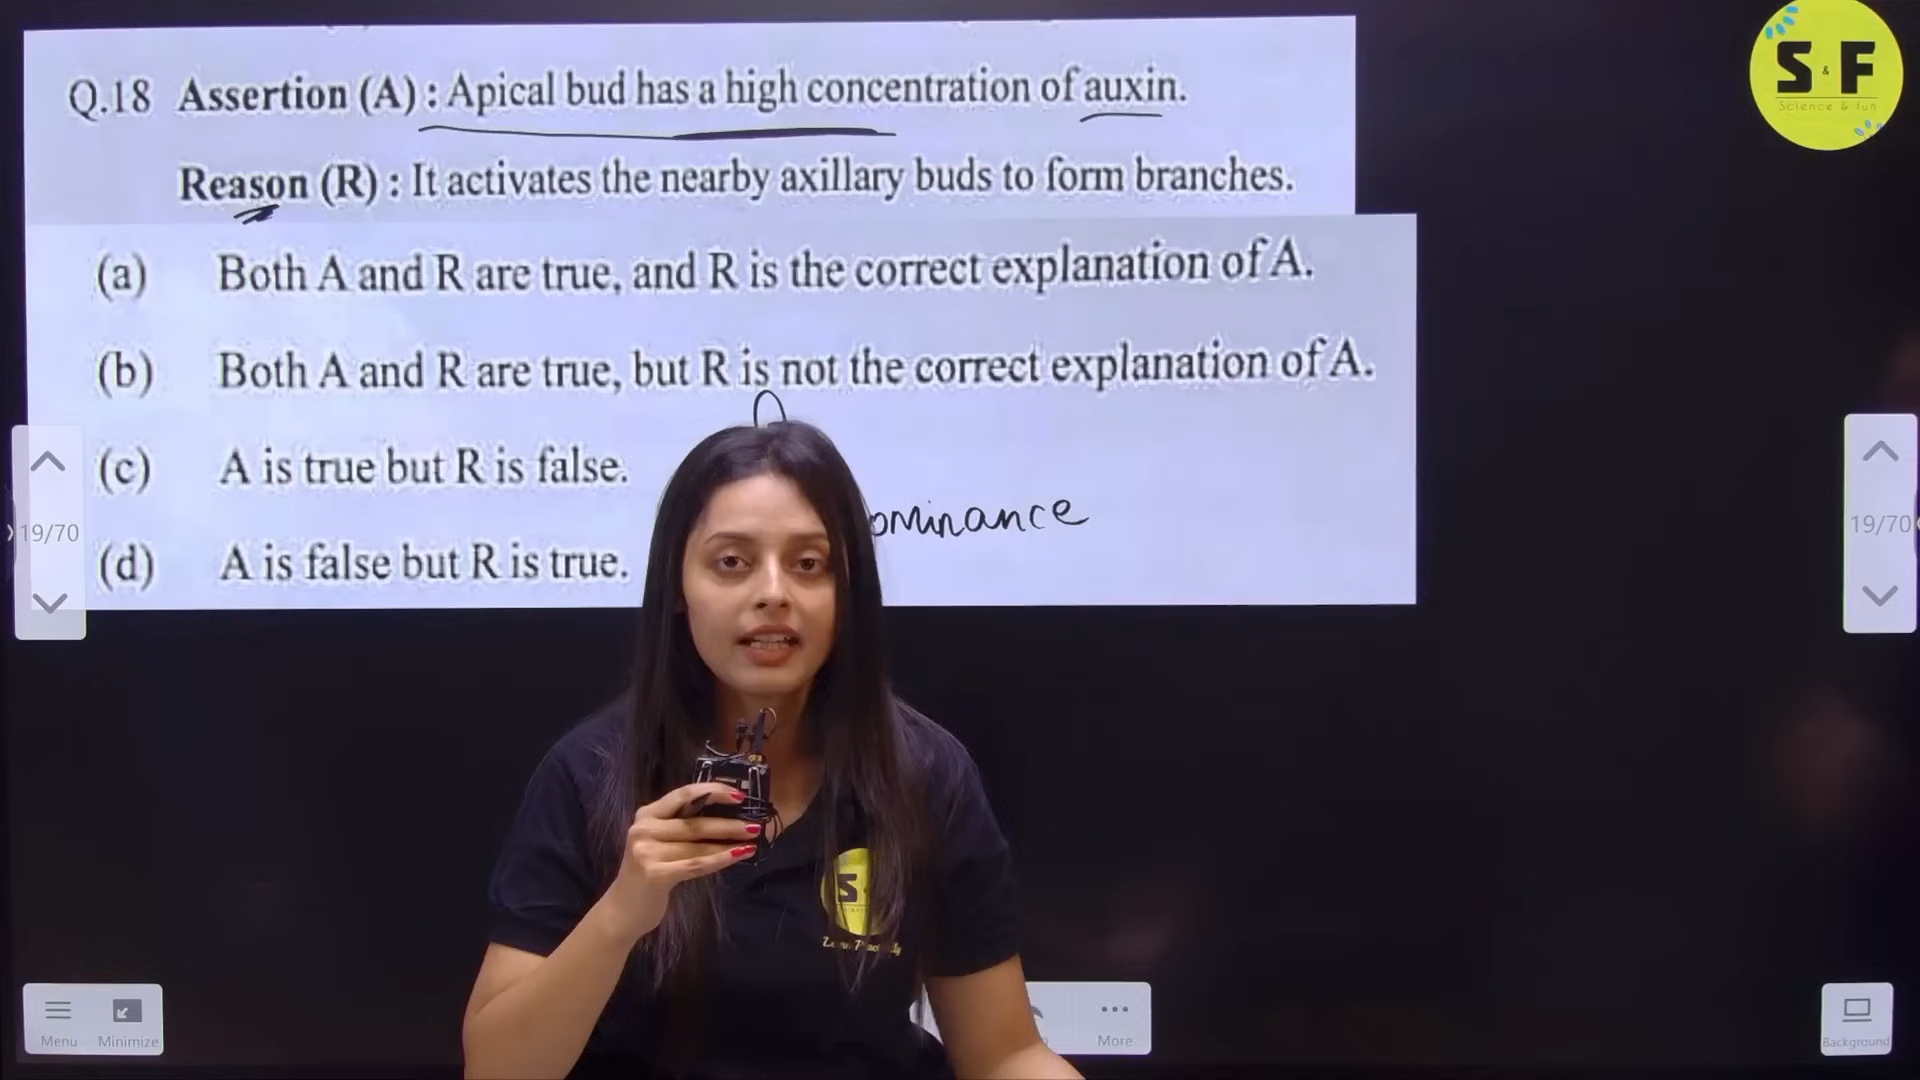 S & F
Science & fun
Q.18 Assertion (A) : Apical bud has a high concentration of auxin.
Reason (R) : It activates the nearby axillary buds to form branches.
(a) Both A and R are true, and R is the correct explanation of A.
(b) Both A and R are true, but R is not the correct explanation of A.
(c) A is true but R is false.
ominance
(d) A is false but R is true.
19/70
19/70
S
Menu
Minimize
More
Background